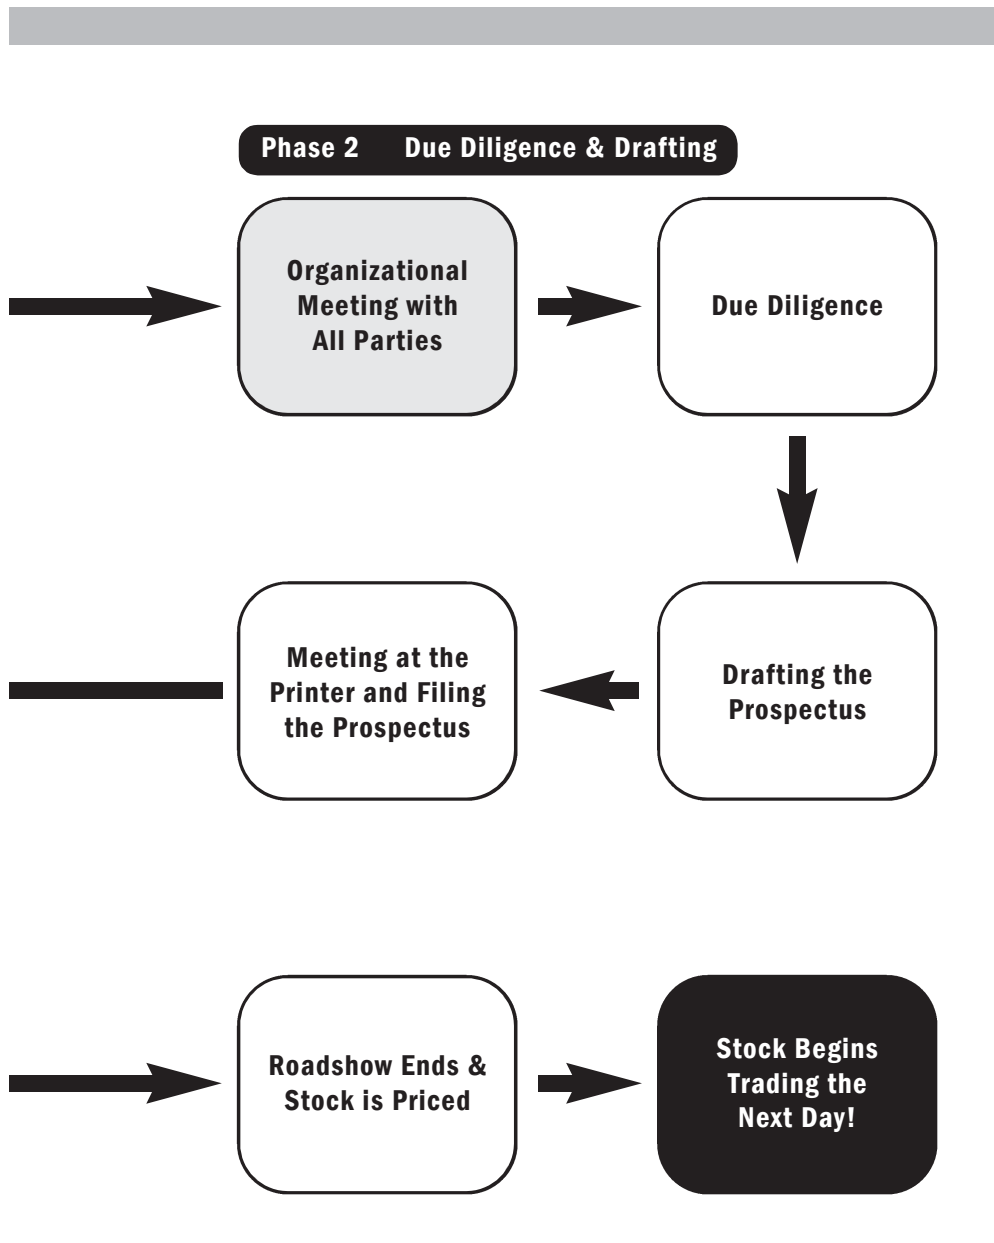 Phase 2 Due Diligence & Drafting
Organizational
Meeting with
All Parties
Due Diligence
Meeting at the
Printer and Filing
the Prospectus
Drafting the
Prospectus
Roadshow Ends &
Stock is Priced
Stock Begins
Trading the
Next Day!